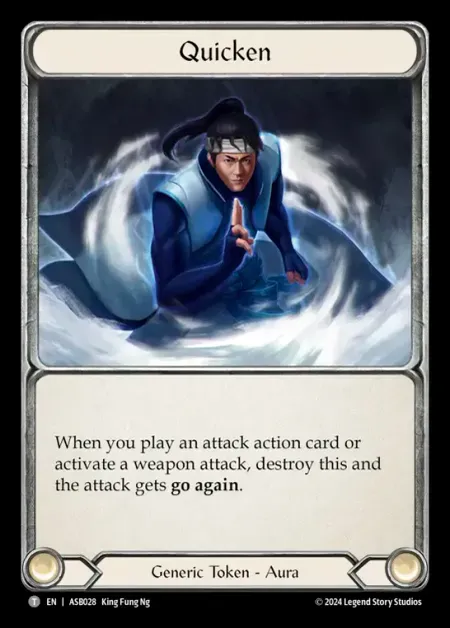 Quicken
When you play an attack action card or
activate a weapon attack, destroy this and
the attack gets go again.
Generic Token - Aura
T EN | ASB028 King Fung Ng
© 2024 Legend Story Studios